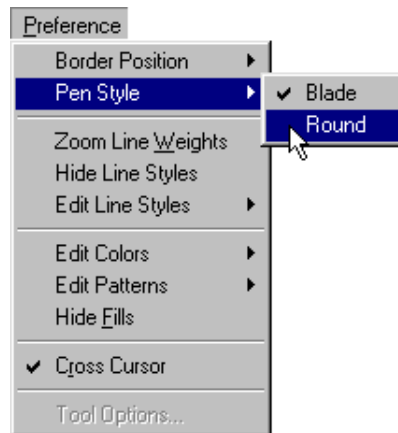 Preference
Border Position
Pen Style
Blade
Round
Zoom Line Weights
Hide Line Styles
Edit Line Styles
Edit Colors
Edit Patterns
Hide Fills
Cross Cursor
Tool Options...